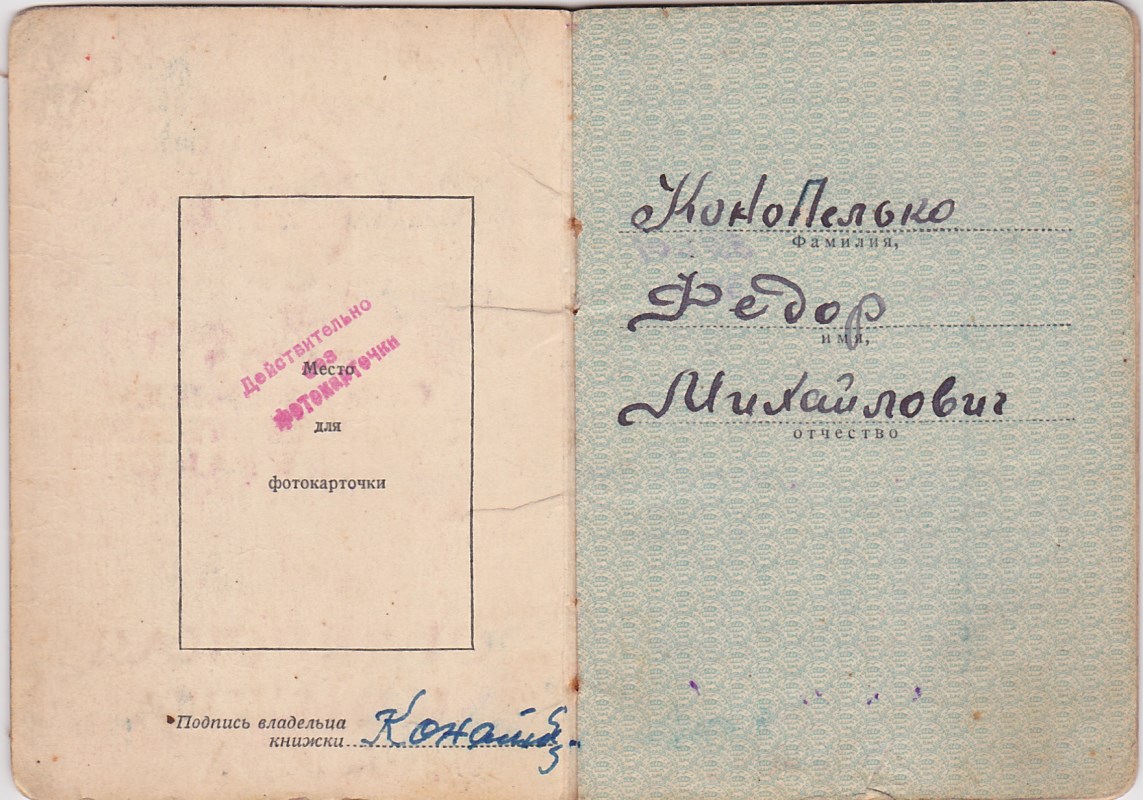 Действительно
без
фотокарточки
Место
для
фотокарточки
Подпись владельца
книжки
Конопелько
Фамилия,
Федор
имя,
Михайлович
отчество